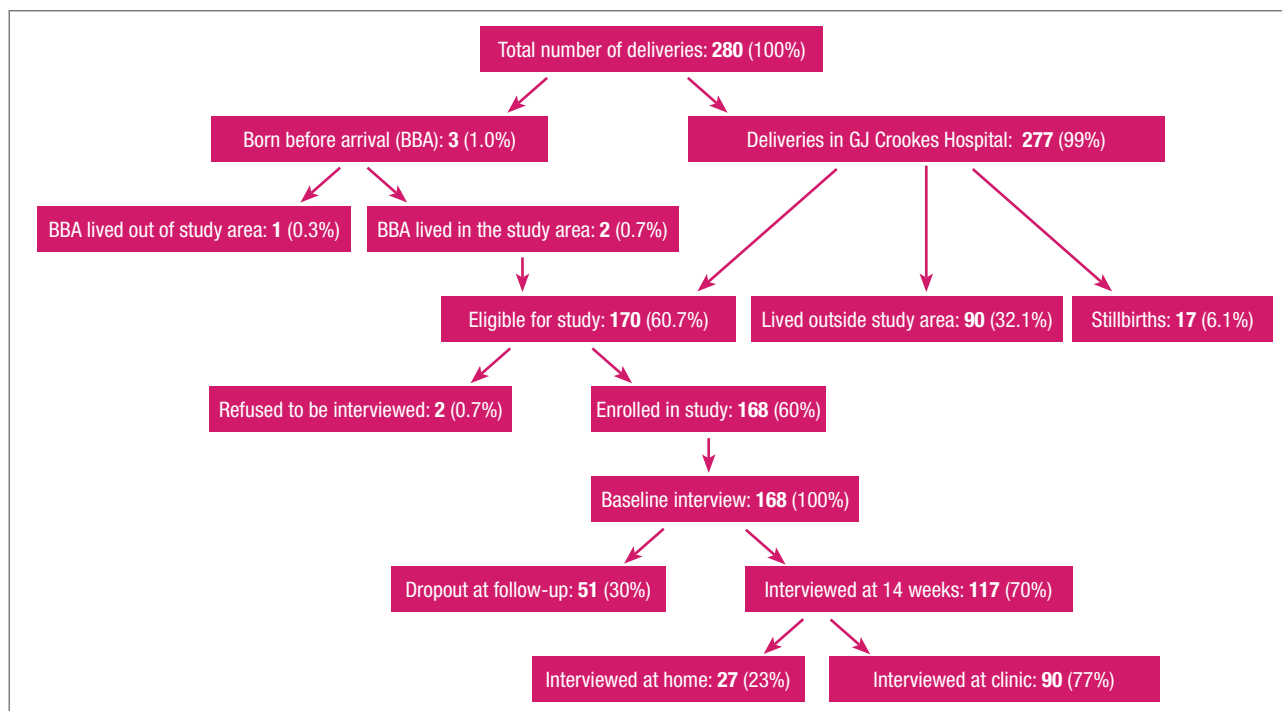 Total number of deliveries: 280 (100%)
Born before arrival (BBA): 3 (1.0%)
Deliveries in GJ Crookes Hospital: 277 (99%)
BBA lived out of study area: 1 (0.3%)
BBA lived in the study area: 2 (0.7%)
Eligible for study: 170 (60.7%)
Lived outside study area: 90 (32.1%)
Stillbirths: 17 (6.1%)
Refused to be interviewed: 2 (0.7%)
Enrolled in study: 168 (60%)
Baseline interview: 168 (100%)
Dropout at follow-up: 51 (30%)
Interviewed at 14 weeks: 117 (70%)
Interviewed at home: 27 (23%)
Interviewed at clinic: 90 (77%)